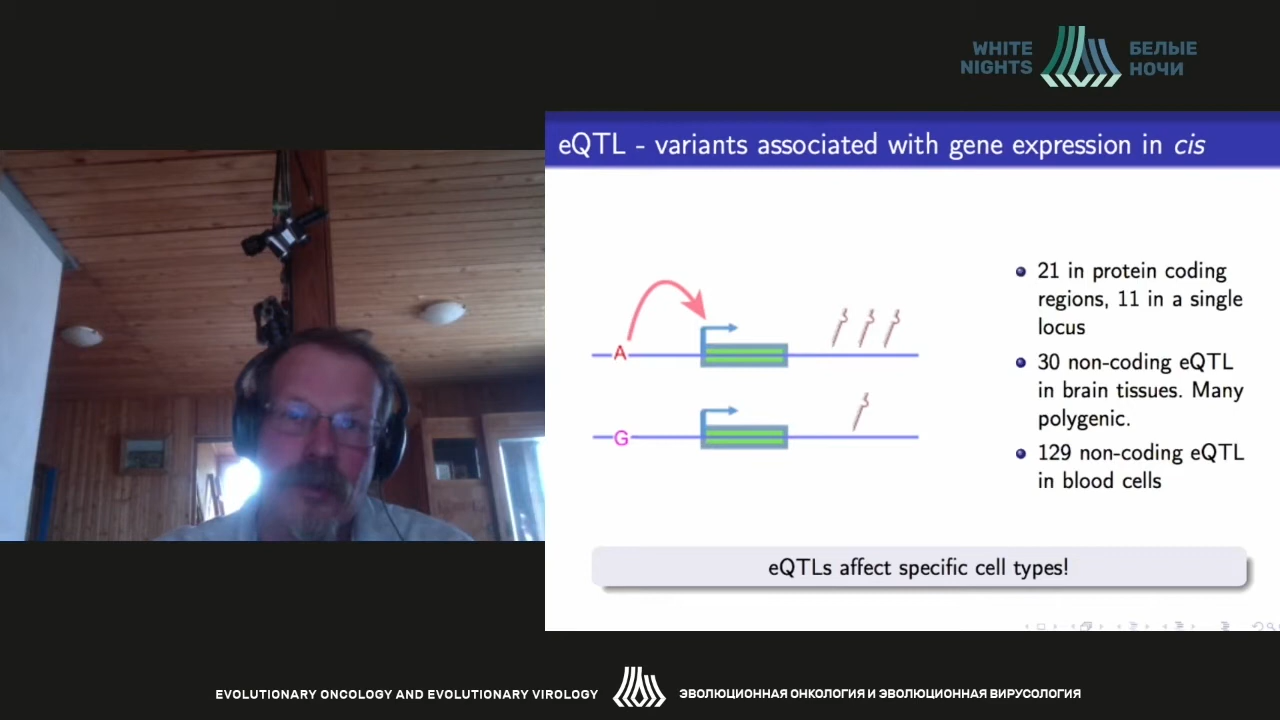 WHITE
NIGHTS
БЕЛЫЕ
НОЧИ
eQTL - variants associated with gene expression in cis
A
G
21 in protein coding
regions, 11 in a single
locus
30 non-coding eQTL
in brain tissues. Many
polygenic.
129 non-coding eQTL
in blood cells
eQTLs affect specific cell types!
EVOLUTIONARY ONCOLOGY AND EVOLUTIONARY VIROLOGY
ЭВОЛЮЦИОННАЯ ОНКОЛОГИЯ И ЭВОЛЮЦИОННАЯ ВИРУСОЛОГИЯ